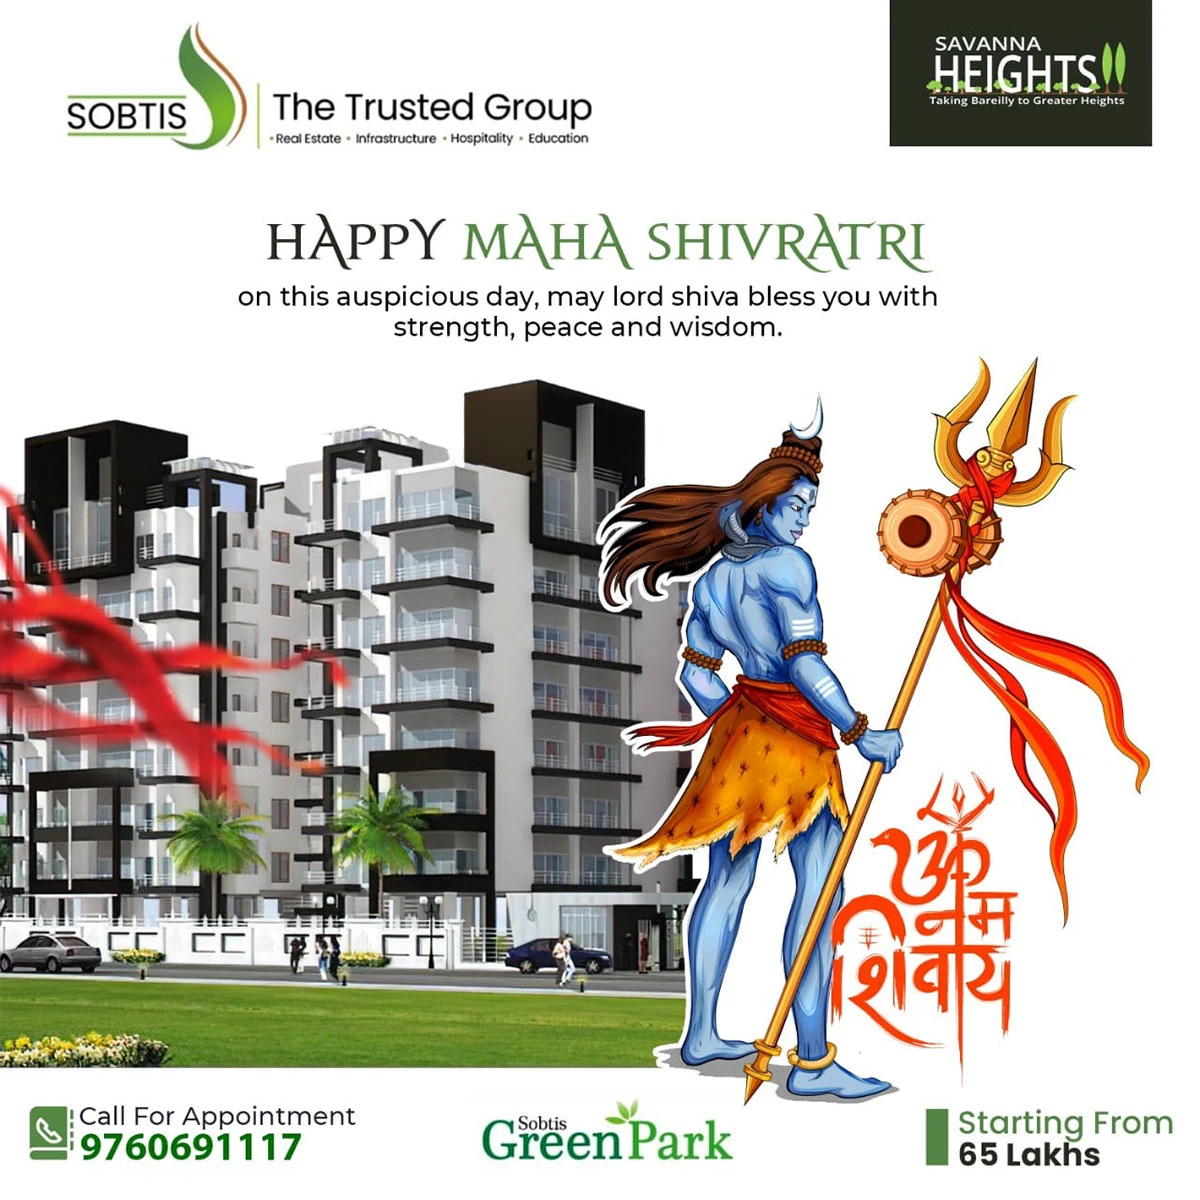 SOBTIS
The Trusted Group
• Real Estate • Infrastructure • Hospitality • Education
SAVANNA
HEIGHTS
Taking Bareilly to Greater Heights
HAPPY MAHA SHIVRATRI
on this auspicious day, may lord shiva bless you with
strength, peace and wisdom.
ॐ
नम
शिवाय
Call For Appointment
9760691117
Sobtis
GreenPark
Starting From
65 Lakhs